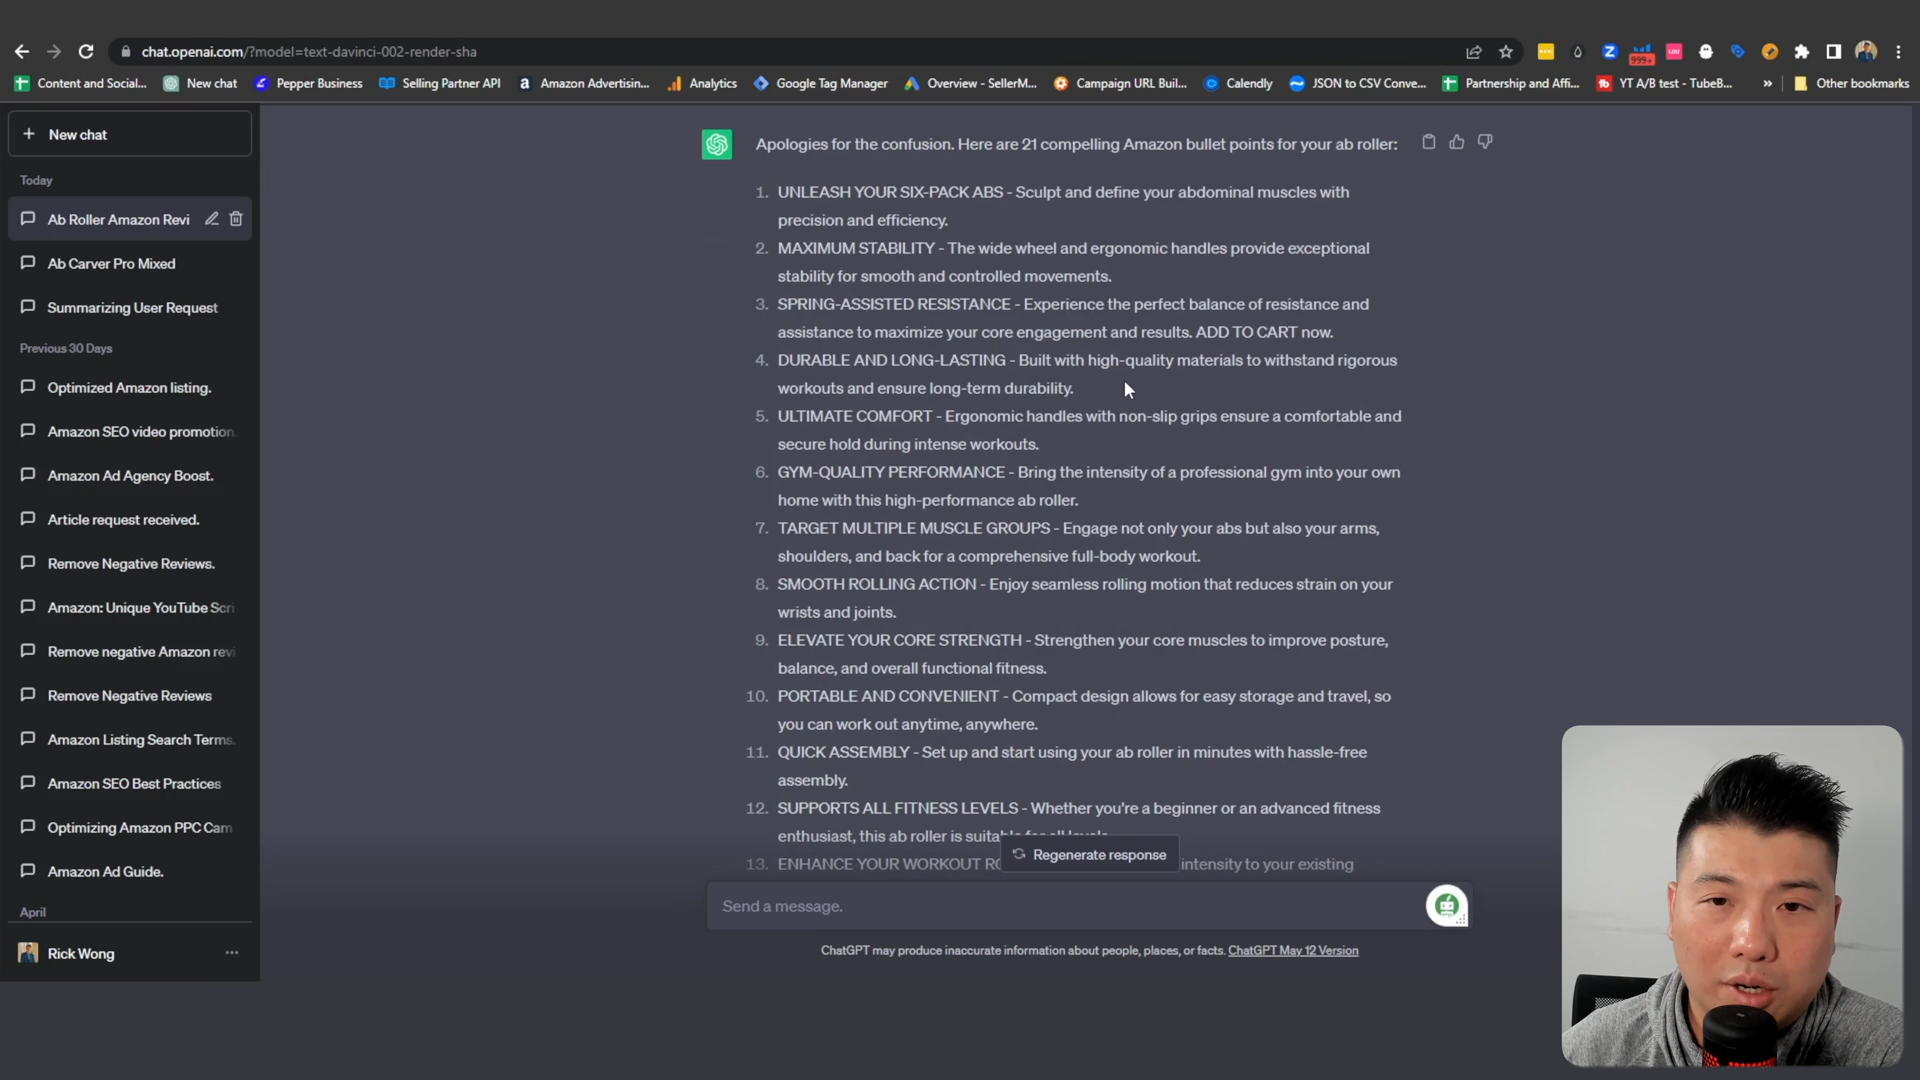 chat.openai.com/?model=text-davinci-002-render-sha
999+
LOU
Content and Social...
New chat
Pepper Business
Selling Partner API
a
Amazon Advertisin...
Analytics
Google Tag Manager
Overview - SellerM...
Campaign URL Buil...
Calendly
JSON to CSV Conve...
Partnership and Affi...
YT A/B test - TubeB...
»
Other bookmarks
+ New chat
Today
Ab Roller Amazon Revi
Ab Carver Pro Mixed
Summarizing User Request
Previous 30 Days
Optimized Amazon listing.
Amazon SEO video promotion.
Amazon Ad Agency Boost.
Article request received.
Remove Negative Reviews.
Amazon: Unique YouTube Scri
Remove negative Amazon revi
Remove Negative Reviews
Amazon Listing Search Terms.
Amazon SEO Best Practices
Optimizing Amazon PPC Cam
Amazon Ad Guide.
April
Rick Wong
...
Apologies for the confusion. Here are 21 compelling Amazon bullet points for your ab roller:
1. UNLEASH YOUR SIX-PACK ABS - Sculpt and define your abdominal muscles with
precision and efficiency.
2. MAXIMUM STABILITY - The wide wheel and ergonomic handles provide exceptional
stability for smooth and controlled movements.
3. SPRING-ASSISTED RESISTANCE - Experience the perfect balance of resistance and
assistance to maximize your core engagement and results. ADD TO CART now.
4. DURABLE AND LONG-LASTING - Built with high-quality materials to withstand rigorous
workouts and ensure long-term durability.
5. ULTIMATE COMFORT - Ergonomic handles with non-slip grips ensure a comfortable and
secure hold during intense workouts.
6. GYM-QUALITY PERFORMANCE - Bring the intensity of a professional gym into your own
home with this high-performance ab roller.
7. TARGET MULTIPLE MUSCLE GROUPS - Engage not only your abs but also your arms,
shoulders, and back for a comprehensive full-body workout.
8. SMOOTH ROLLING ACTION - Enjoy seamless rolling motion that reduces strain on your
wrists and joints.
9. ELEVATE YOUR CORE STRENGTH - Strengthen your core muscles to improve posture,
balance, and overall functional fitness.
10. PORTABLE AND CONVENIENT - Compact design allows for easy storage and travel, so
you can work out anytime, anywhere.
11. QUICK ASSEMBLY - Set up and start using your ab roller in minutes with hassle-free
assembly.
12. SUPPORTS ALL FITNESS LEVELS - Whether you're a beginner or an advanced fitness
enthusiast, this ab roller is suitable for all levels.
13. ENHANCE YOUR WORKOUT intensity to your existing
Regenerate response
Send a message.
ChatGPT may produce inaccurate information about people, places, or facts. ChatGPT May 12 Version